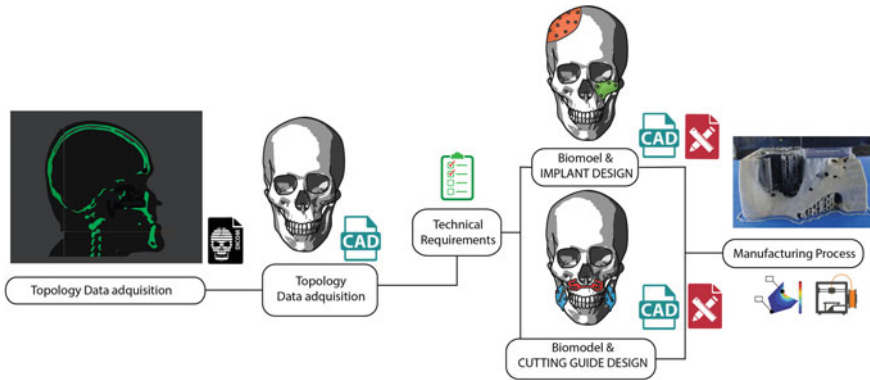 DICOM
Topology Data adquisition
CAD
Topology
Data adquisition
Technical
Requirements
CAD
Biomoel &
IMPLANT DESIGN
CAD
Biomodel &
CUTTING GUIDE DESIGN
Manufacturing Process